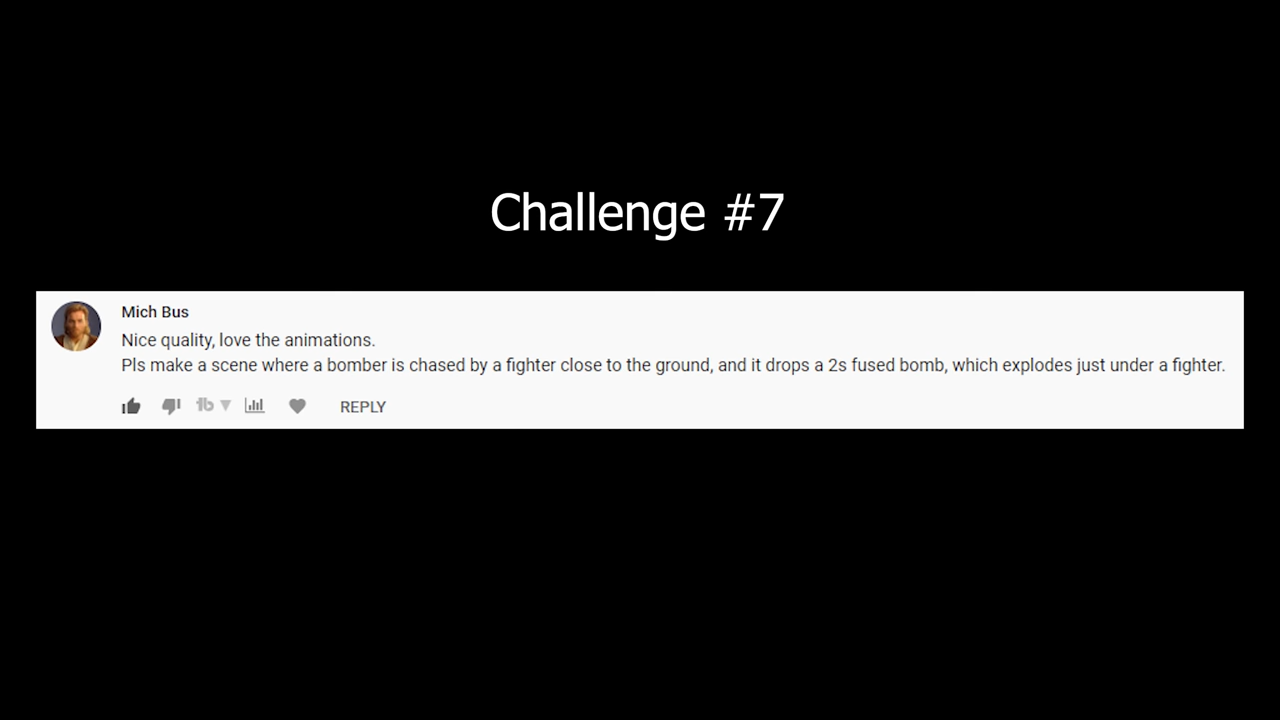 Challenge #7
Mich Bus
Nice quality, love the animations.
Pls make a scene where a bomber is chased by a fighter close to the ground, and it drops a 2s fused bomb, which explodes just under a fighter.
REPLY